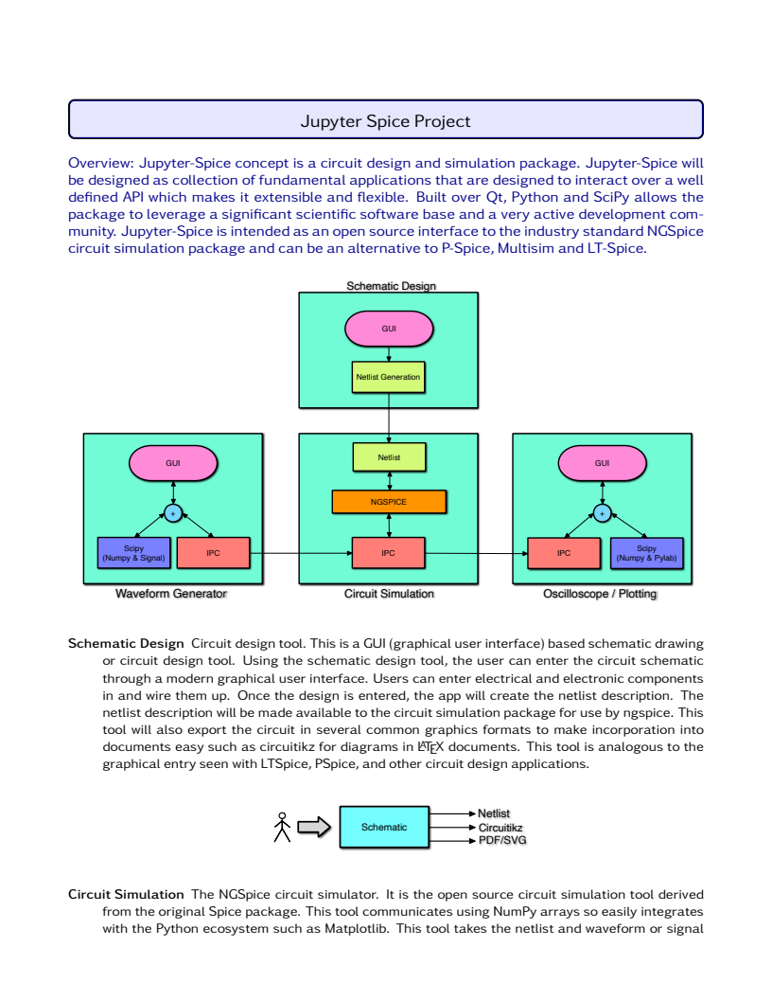 Jupyter Spice Project
Overview: Jupyter-Spice concept is a circuit design and simulation package. Jupyter-Spice will
be designed as collection of fundamental applications that are designed to interact over a well
defined API which makes it extensible and flexible. Built over Qt, Python and SciPy allows the
package to leverage a significant scientific software base and a very active development com-
munity. Jupyter-Spice is intended as an open source interface to the industry standard NGSpice
circuit simulation package and can be an alternative to P-Spice, Multisim and LT-Spice.
Schematic Design
GUI
Netlist Generation
GUI
+
Scipy
(Numpy & Signal)
IPC
Waveform Generator
Netlist
NGSPICE
IPC
Circuit Simulation
GUI
+
IPC
Scipy
(Numpy & Pylab)
Oscilloscope / Plotting
Schematic Design Circuit design tool. This is a GUI (graphical user interface) based schematic drawing
or circuit design tool. Using the schematic design tool, the user can enter the circuit schematic
through a modern graphical user interface. Users can enter electrical and electronic components
in and wire them up. Once the design is entered, the app will create the netlist description. The
netlist description will be made available to the circuit simulation package for use by ngspice. This
tool will also export the circuit in several common graphics formats to make incorporation into
documents easy such as circuitikz for diagrams in LATEX documents. This tool is analogous to the
graphical entry seen with LTSpice, PSpice, and other circuit design applications.
Schematic
Netlist
Circuitikz
PDF/SVG
Circuit Simulation The NGSpice circuit simulator. It is the open source circuit simulation tool derived
from the original Spice package. This tool communicates using NumPy arrays so easily integrates
with the Python ecosystem such as Matplotlib. This tool takes the netlist and waveform or signal